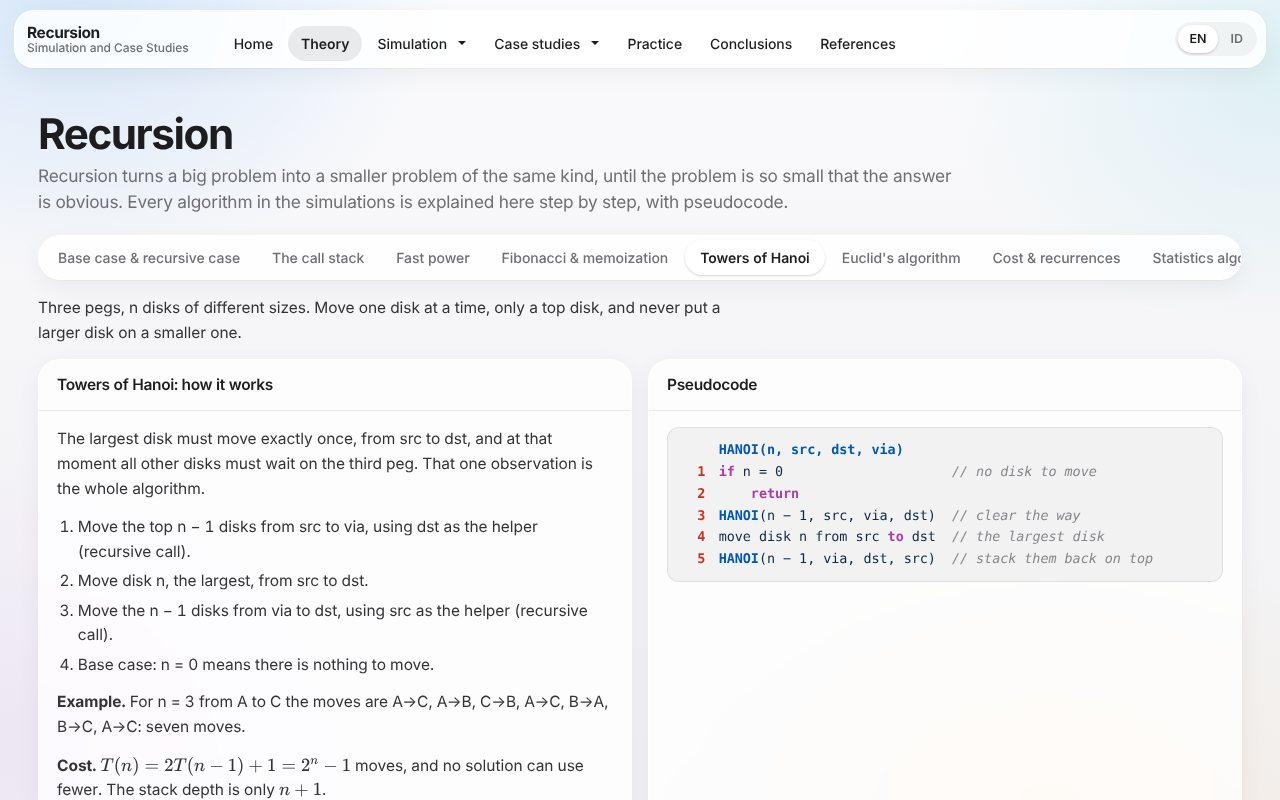 Recursion
Simulation and Case Studies
Home
Theory
Simulation
Case studies
Practice
Conclusions
References
EN
ID
Recursion
Recursion turns a big problem into a smaller problem of the same kind, until the problem is so small that the answer
is obvious. Every algorithm in the simulations is explained here step by step, with pseudocode.
Base case & recursive case
The call stack
Fast power
Fibonacci & memoization
Towers of Hanoi
Euclid's algorithm
Cost & recurrences
Statistics
Three pegs, n disks of different sizes. Move one disk at a time, only a top disk, and never put a
larger disk on a smaller one.
Towers of Hanoi: how it works
The largest disk must move exactly once, from src to dst, and at that
moment all other disks must wait on the third peg. That one observation is
the whole algorithm.
1. Move the top n − 1 disks from src to via, using dst as the helper
(recursive call).
2. Move disk n, the largest, from src to dst.
3. Move the n − 1 disks from via to dst, using src as the helper (recursive
call).
4. Base case: n = 0 means there is nothing to move.
Example. For n = 3 from A to C the moves are A→C, A→B, C→B, A→C, B→A,
B→C, A→C: seven moves.
Cost. T(n) = 2T(n − 1) + 1 = 2ⁿ − 1 moves, and no solution can use
fewer. The stack depth is only n + 1.
Pseudocode
HANOI(n, src, dst, via)
1 if n = 0 // no disk to move
2 return
3 HANOI(n − 1, src, via, dst) // clear the way
4 move disk n from src to dst // the largest disk
5 HANOI(n − 1, via, dst, src) // stack them back on top